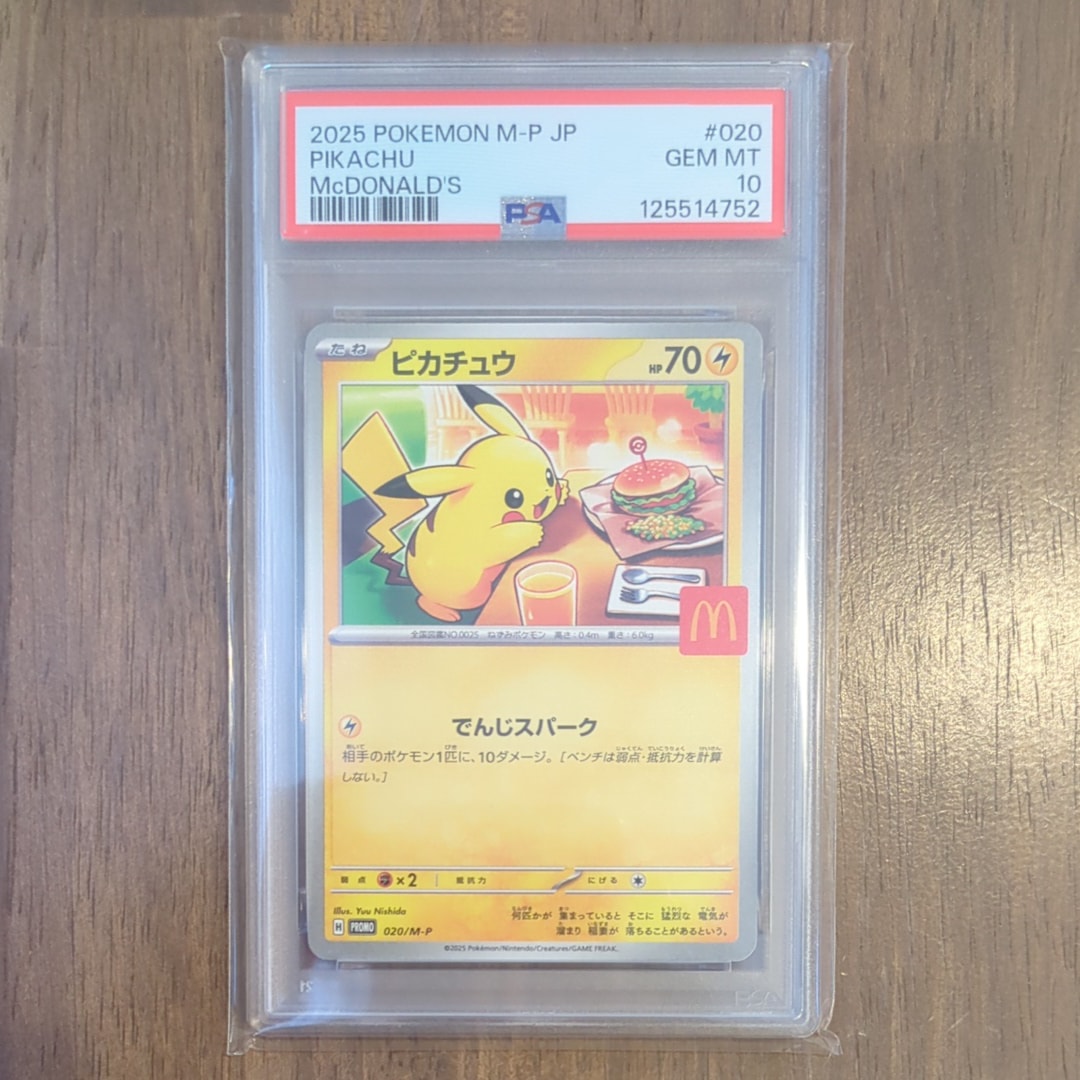 2025 POKEMON M-P JP #020
PIKACHU GEM MT
McDONALD'S 10
PSA 125514752
たね ピカチュウ HP70
全国図鑑NO.0025 ねずみポケモン 高さ:0.4m 重さ:6.0kg
M
でんじスパーク
相手のポケモン1匹に、10ダメージ。[ベンチは弱点・抵抗力を計算
しない。]
弱点 ×2 抵抗力 にげる
Illus. Yuu Nishida
何匹かが 集まっていると そこに 猛烈な 電気が
溜まり 稲妻が 落ちることがあるという。
H PROMO 020/M-P
©2025 Pokémon/Nintendo/Creatures/GAME FREAK.
PSA